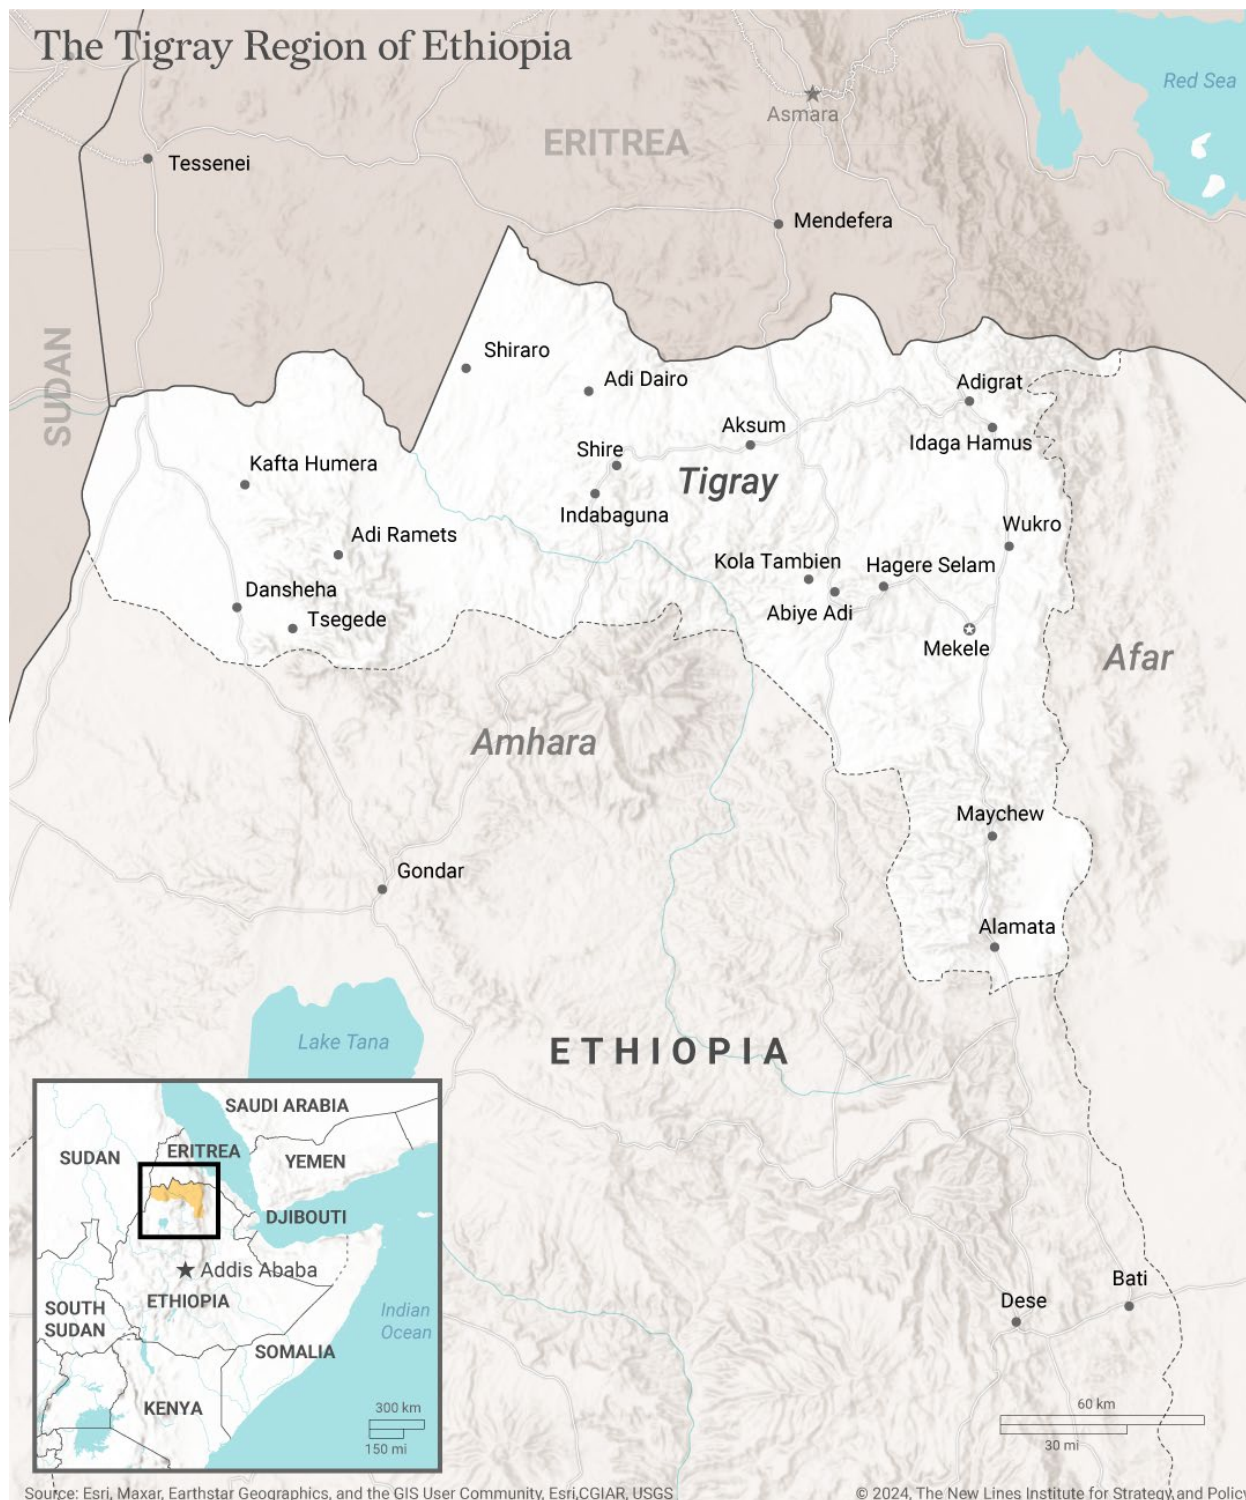 The Tigray Region of Ethiopia
Red Sea
Asmara
ERITREA
Tessenei
Mendefera
SUDAN
Shiraro
Adi Dairo
Adigrat
Aksum
Idaga Hamus
Shire
Kafta Humera
Tigray
Indabaguna
Wukro
Adi Ramets
Kola Tambien
Hagere Selam
Dansheha
Abiye Adi
Tsegede
Mekele
Afar
Amhara
Maychew
Gondar
Alamata
Lake Tana
ETHIOPIA
SAUDI ARABIA
ERITREA
SUDAN
YEMEN
DJIBOUTI
Addis Ababa
ETHIOPIA
SOUTH
SUDAN
Indian
Ocean
SOMALIA
KENYA
300 km
150 mi
Bati
Dese
60 km
30 mi
Source: Esri, Maxar, Earthstar Geographics, and the GIS User Community, Esri,CGIAR, USGS
© 2024, The New Lines Institute for Strategy and Policy